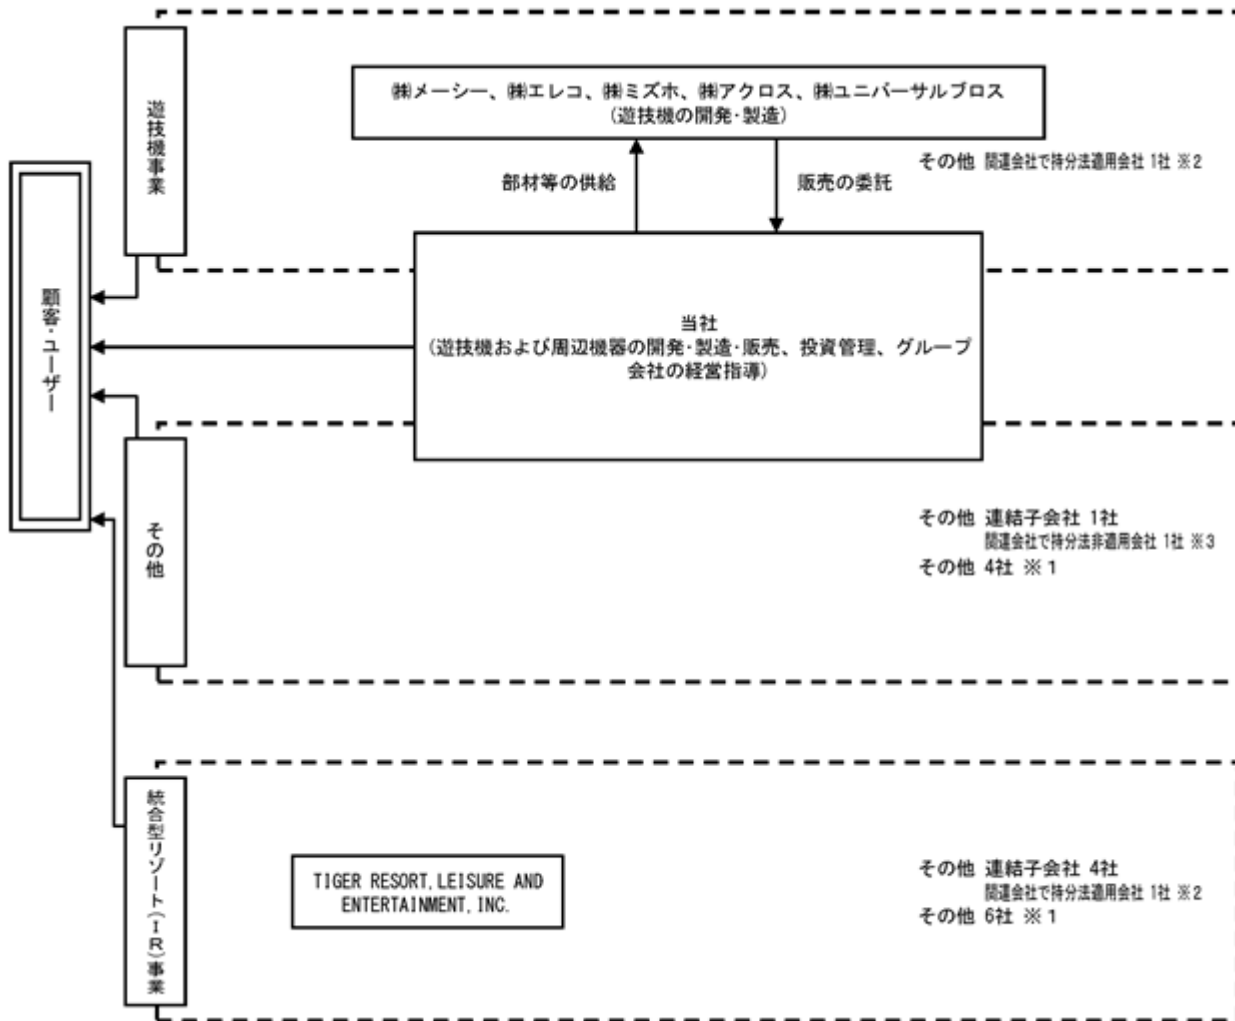 遊技機事業
㈱メーシー、㈱エレコ、㈱ミズホ、㈱アクロス、㈱ユニバーサルブロス
(遊技機の開発･製造)
その他 関連会社で持分法適用会社 1社 ※2
部材等の供給
販売の委託
顧客･ユーザー
当社
(遊技機および周辺機器の開発･製造･販売、投資管理、グループ
会社の経営指導)
その他
その他 連結子会社 1社
関連会社で持分法非適用会社 1社 ※3
その他 4社 ※1
統合型リゾート(IR)事業
TIGER RESORT,LEISURE AND
ENTERTAINMENT,INC.
その他 連結子会社 4社
関連会社で持分法適用会社 1社 ※2
その他 6社 ※1